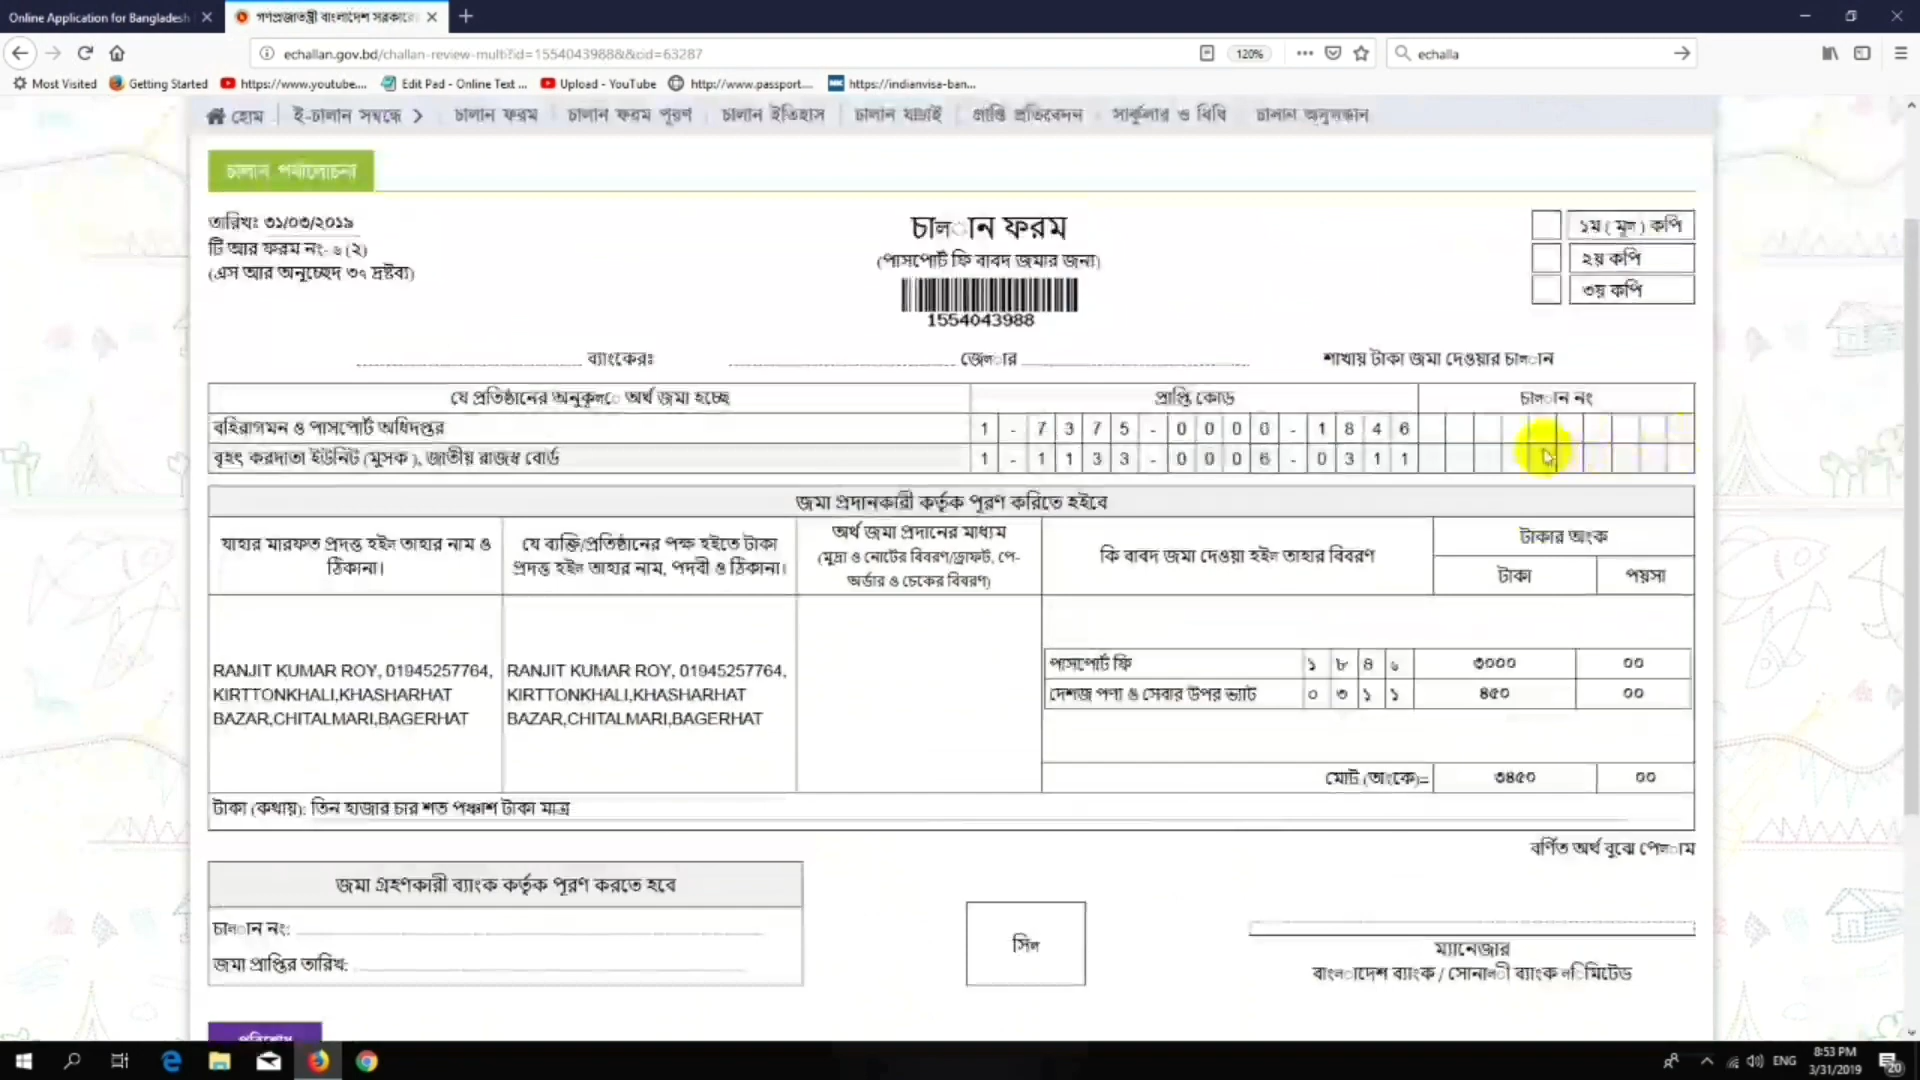 Online Application for Bangladesh
গণপ্রজাতন্ত্রী বাংলাদেশ সরকারে
echallan.gov.bd/challan-review-multi?id=1554043988&&oid=63287
120%
echalla
Most Visited
Getting Started
https://www.youtube....
Edit Pad - Online Text ...
Upload - YouTube
http://www.passport....
https://indianvisa-ban...
হোম
ই-চালান সম্বন্ধে
চালান ফরম
চালান ফরম পূরণ
চালান ইতিহাস
চালান যাচাই
প্রাপ্তি প্রতিবেদন
সার্কুলার ও বিধি
চালান অনুসন্ধান
চালান পর্যালোচনা
তারিখঃ ৩১/০৩/২০১৯
টি আর ফরম নং- ৬ (২)
(এস আর অনুচ্ছেদ ৩৭ দ্রষ্টব্য)
চালান ফরম
(পাসপোর্ট ফি বাবদ জমার জন্য)
1554043988
১ম ( মূল ) কপি
২য় কপি
৩য় কপি
ব্যাংকেরঃ জেলার শাখায় টাকা জমা দেওয়ার চালান
যে প্রতিষ্ঠানের অনুকূলে অর্থ জমা হচ্ছে প্রাপ্তি কোড চালান নং
বহিরাগমন ও পাসপোর্ট অধিদপ্তর 1 - 7 3 7 5 - 0 0 0 0 - 1 8 4 6
বৃহৎ করদাতা ইউনিট (মুসক ), জাতীয় রাজস্ব বোর্ড 1 - 1 1 3 3 - 0 0 0 6 - 0 3 1 1
জমা প্রদানকারী কর্তৃক পূরণ করিতে হইবে
যাহার মারফত প্রদত্ত হইল তাহার নাম ও
ঠিকানা।
যে ব্যক্তি/প্রতিষ্ঠানের পক্ষ হইতে টাকা
প্রদত্ত হইল তাহার নাম, পদবী ও ঠিকানা।
অর্থ জমা প্রদানের মাধ্যম
(মুদ্রা ও নোটের বিবরণ/ড্রাফট, পে-
অর্ডার ও চেকের বিবরণ)
কি বাবদ জমা দেওয়া হইল তাহার বিবরণ
টাকার অংক
টাকা পয়সা
RANJIT KUMAR ROY, 01945257764,
KIRTTONKHALI,KHASHARHAT
BAZAR,CHITALMARI,BAGERHAT
RANJIT KUMAR ROY, 01945257764,
KIRTTONKHALI,KHASHARHAT
BAZAR,CHITALMARI,BAGERHAT
পাসপোর্ট ফি ১ ৮ ৪ ৬ ৩০০০ ০০
দেশজ পণ্য ও সেবার উপর ভ্যাট ০ ৩ ১ ১ ৪৫০ ০০
মোট (অংকে)= ৩৪৫০ ০০
টাকা (কথায়): তিন হাজার চার শত পঞ্চাশ টাকা মাত্র
বর্ণিত অর্থ বুঝে পেলাম
জমা গ্রহণকারী ব্যাংক কর্তৃক পূরণ করতে হবে
চালান নং:
জমা প্রাপ্তির তারিখ:
সিল
ম্যানেজার
বাংলাদেশ ব্যাংক / সোনালী ব্যাংক লিমিটেড
পরিশোধ
ENG
8:53 PM
3/31/2019
20